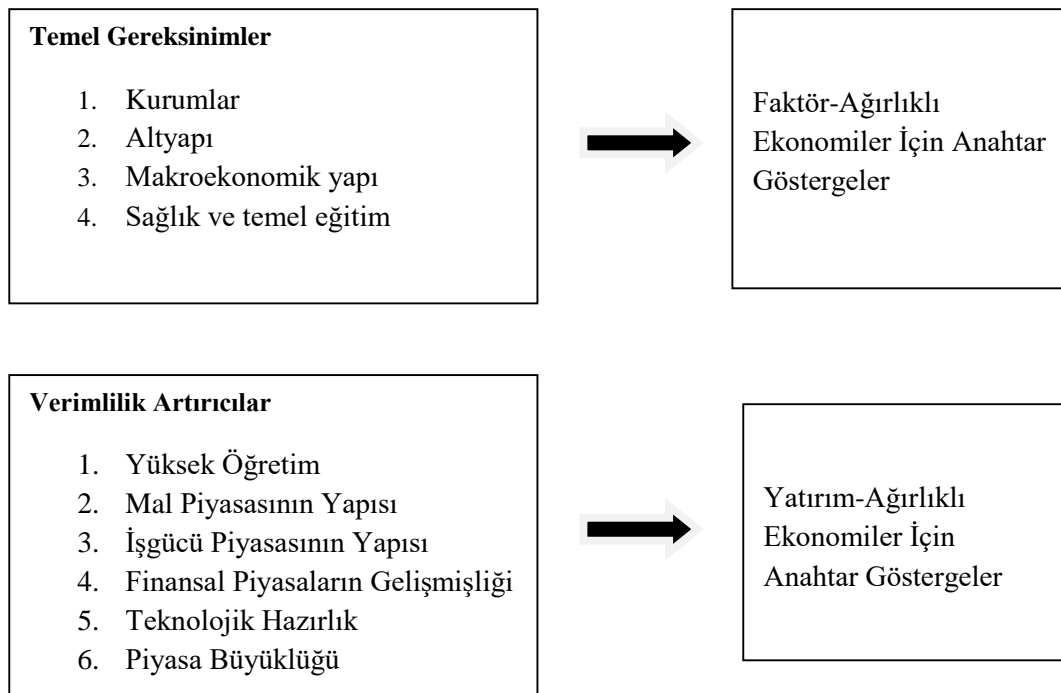 Temel Gereksinimler
1. Kurumlar
2. Altyapı
3. Makroekonomik yapı
4. Sağlık ve temel eğitim
Faktör-Ağırlıklı
Ekonomiler İçin Anahtar
Göstergeler
Verimlilik Artırıcılar
1. Yüksek Öğretim
2. Mal Piyasasının Yapısı
3. İşgücü Piyasasının Yapısı
4. Finansal Piyasaların Gelişmişliği
5. Teknolojik Hazırlık
6. Piyasa Büyüklüğü
Yatırım-Ağırlıklı
Ekonomiler İçin
Anahtar Göstergeler